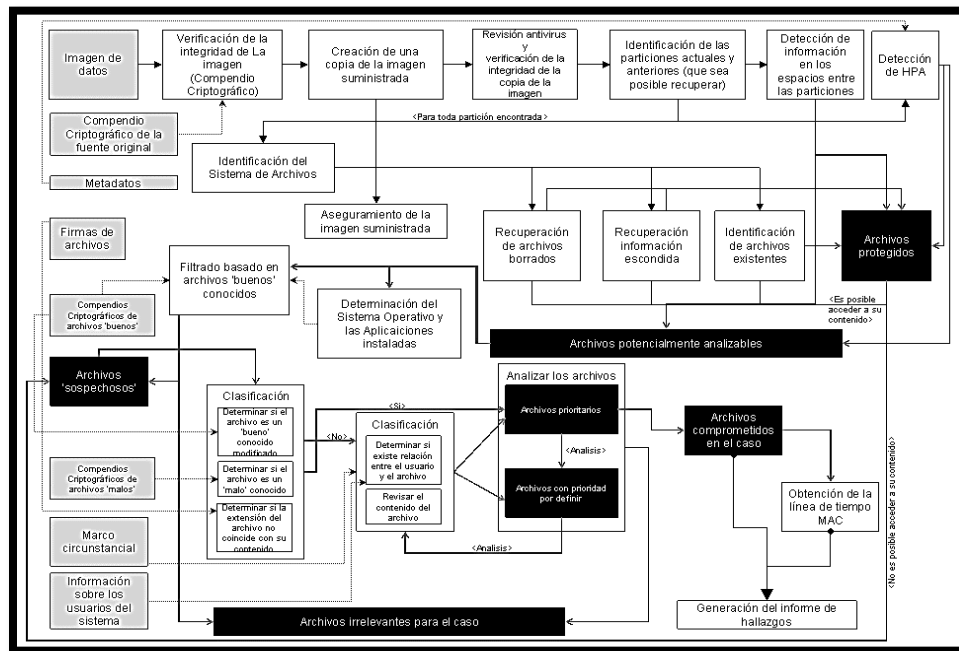 Imagen de
datos
Verificación de la
integridad de La
imagen
(Compendio
Criptográfico)
Creación de una
copia de la imagen
suministrada
Revisión antivirus
y
verificación de la
integridad de la
copia de la
imagen
Identificación de las
particiones actuales y
anteriores (que sea
posible recuperar)
Detección de
información
en los
espacios entre
las particiones
Detección
de HPA
Compendio
Criptográfico de la
fuente original
<Para toda partición encontrada>
Metadatos
Identificación del
Sistema de Archivos
Aseguramiento de la
imagen suministrada
Recuperación
de archivos
borrados
Recuperación
información
escondida
Identificación
de archivos
existentes
Archivos
protegidos
Firmas de
archivos
Filtrado basado en
archivos 'buenos'
conocidos
Determinación del
Sistema Operativo y
las Aplicaiciones
instaladas
Compendios
Criptográficos
de archivos 'buenos'
<Es posible
acceder a su
contenido>
Archivos potencialmente analizables
Archivos
'sospechosos'
Clasificación
Determinar si el
archivo es un
'bueno'
conocido
modificado
Determinar si el
archivo es un
'malo' conocido
Determinar si la
extensión del
archivo no
coincide con su
contenido
<Si>
<No>
Clasificación
Determinar si
existe relación
entre el usuario
y el archivo
Revisar el
contenido del
archivo
Analizar los archivos
Archivos prioritarios
<Analisis>
Archivos con prioridad
por definir
<Analisis>
Archivos
comprometidos
en el caso
Obtención de la
línea de tiempo
MAC
<No es posible acceder a su contenido>
Compendios
Criptográficos
de archivos 'malos'
Marco
circunstancial
Información
sobre los
usuarios del
sistema
Archivos irrelevantes para el caso
Generación del informe de
hallazgos